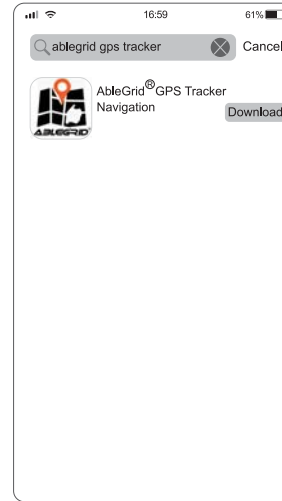 16:59 61%
ablegrid gps tracker Cancel
AbleGrid®GPS Tracker
Navigation
Download
ABLEGRID®